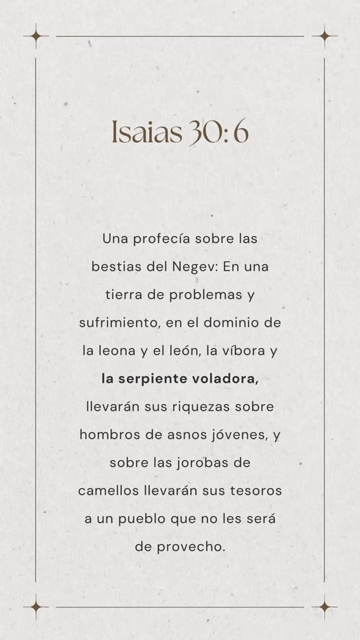 Isaias 30:6
Una profecía sobre las
bestias del Negev: En una
tierra de problemas y
sufrimiento, en el dominio de
la leona y el león, la víbora y
la serpiente voladora,
llevarán sus riquezas sobre
hombros de asnos jóvenes, y
sobre las jorobas de
camellos llevarán sus tesoros
a un pueblo que no les será
de provecho.